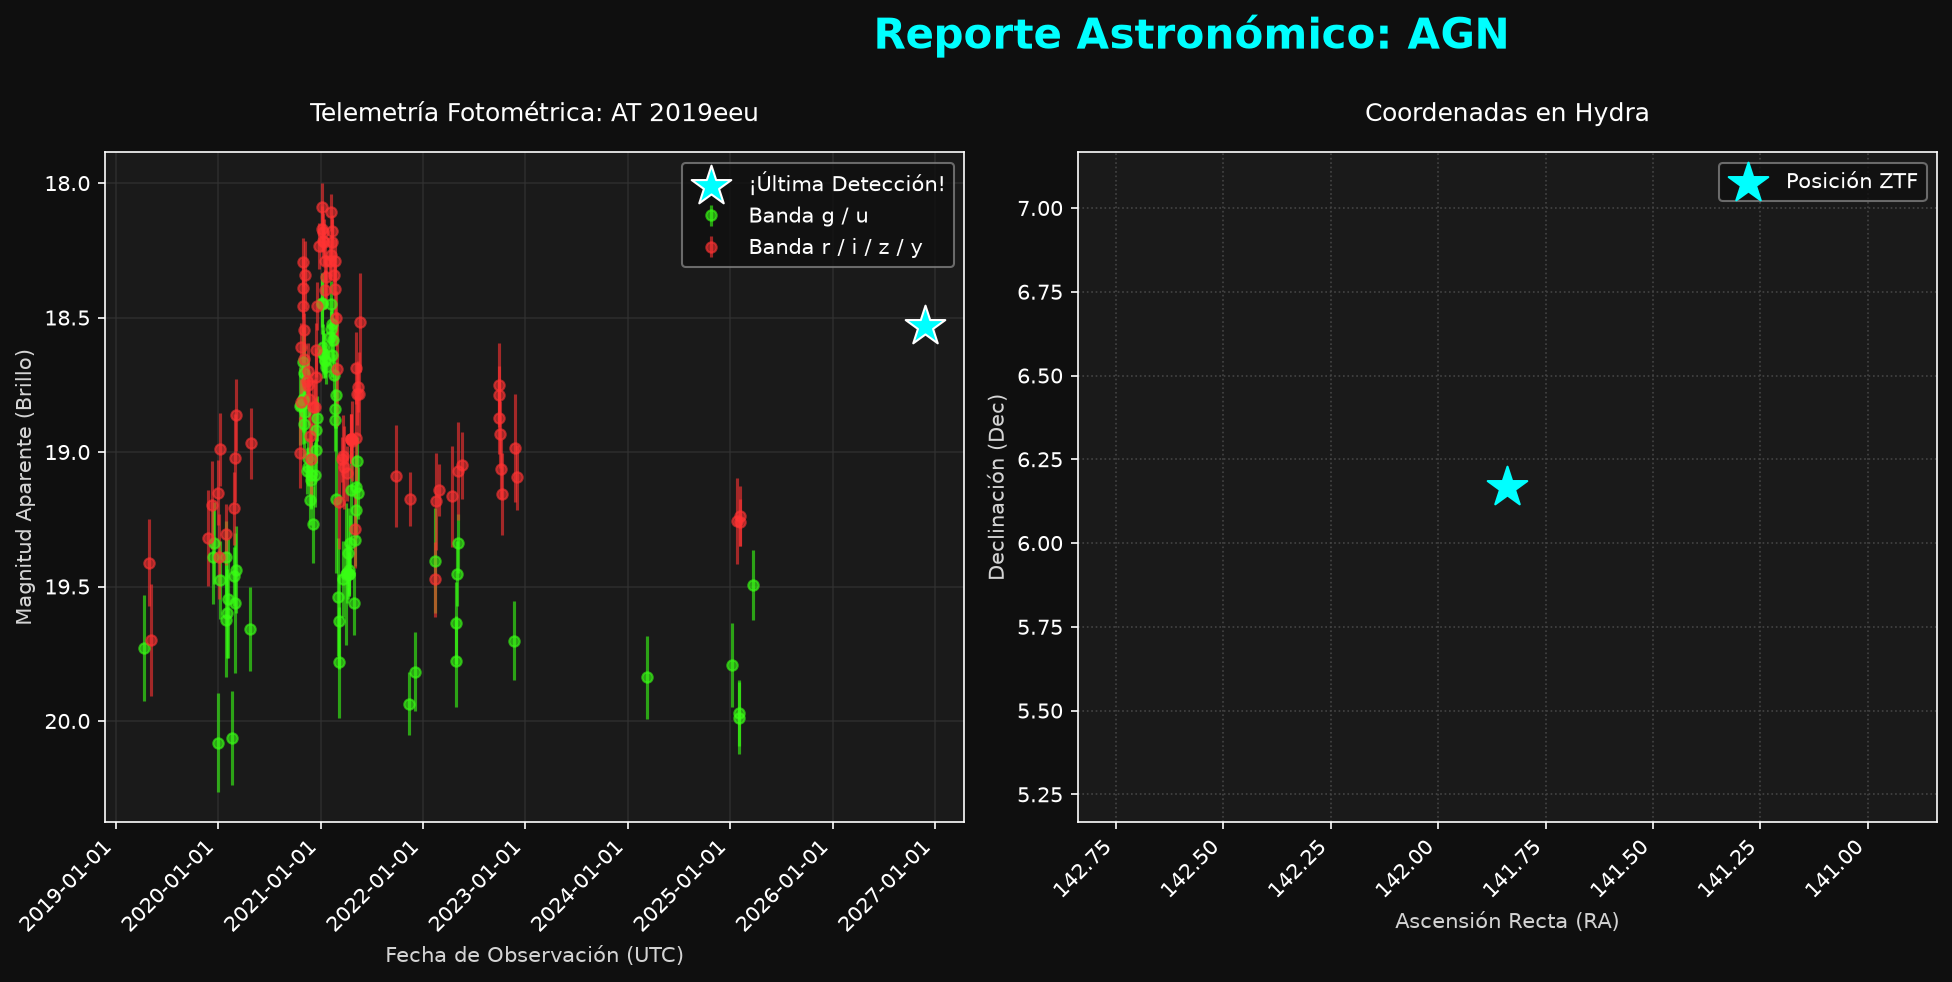 Reporte Astronómico: AGN
Telemetría Fotométrica: AT 2019eeu
¡Última Detección!
Banda g / u
Banda r / i / z / y
Magnitud Aparente (Brillo)
18.0
18.5
19.0
19.5
20.0
2019-01-01
2020-01-01
2021-01-01
2022-01-01
2023-01-01
2024-01-01
2025-01-01
2026-01-01
2027-01-01
Fecha de Observación (UTC)
Coordenadas en Hydra
Posición ZTF
Declinación (Dec)
7.00
6.75
6.50
6.25
6.00
5.75
5.50
5.25
142.75
142.50
142.25
142.00
141.75
141.50
141.25
141.00
Ascensión Recta (RA)